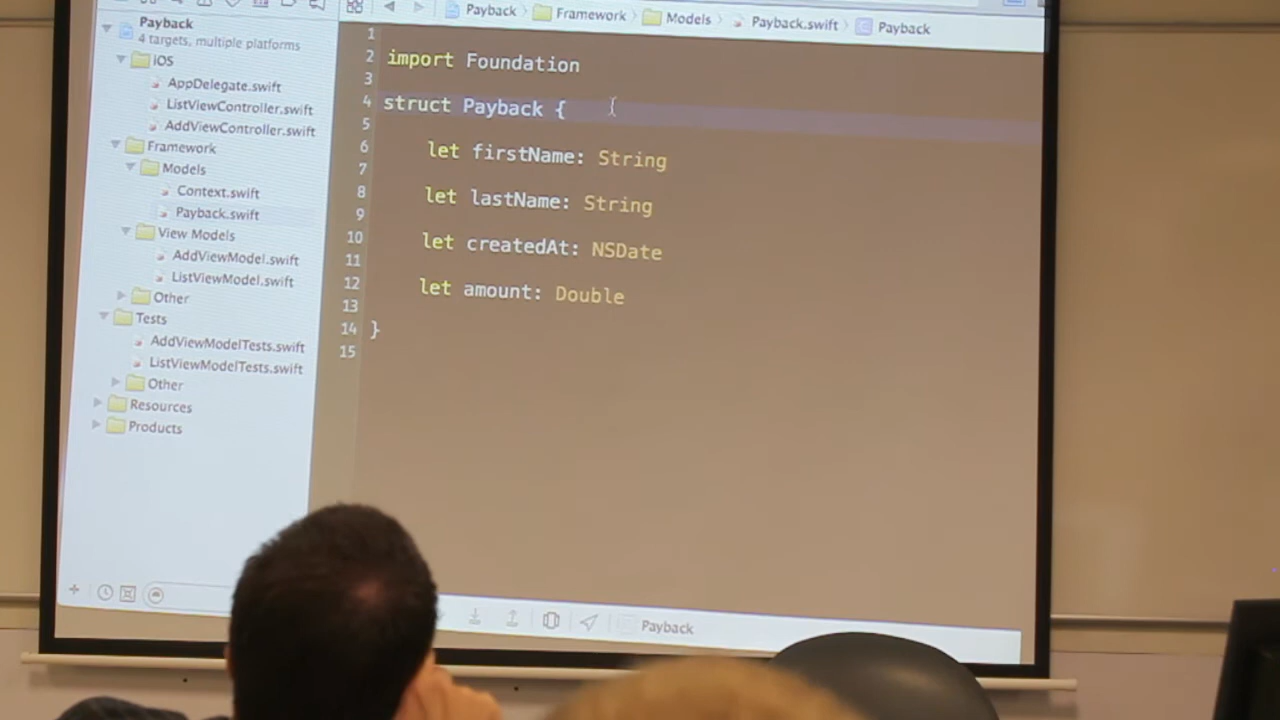 Payback
4 targets, multiple platforms
iOS
AppDelegate.swift
ListViewController.swift
AddViewController.swift
Framework
Models
Context.swift
Payback.swift
View Models
AddViewModel.swift
ListViewModel.swift
Other
Tests
AddViewModelTests.swift
ListViewModelTests.swift
Other
Resources
Products
Payback Framework Models Payback.swift C Payback
1
2 import Foundation
3
4 struct Payback {
5
6 let firstName: String
7
8 let lastName: String
9
10 let createdAt: NSDate
11
12 let amount: Double
13
14 }
15
Payback